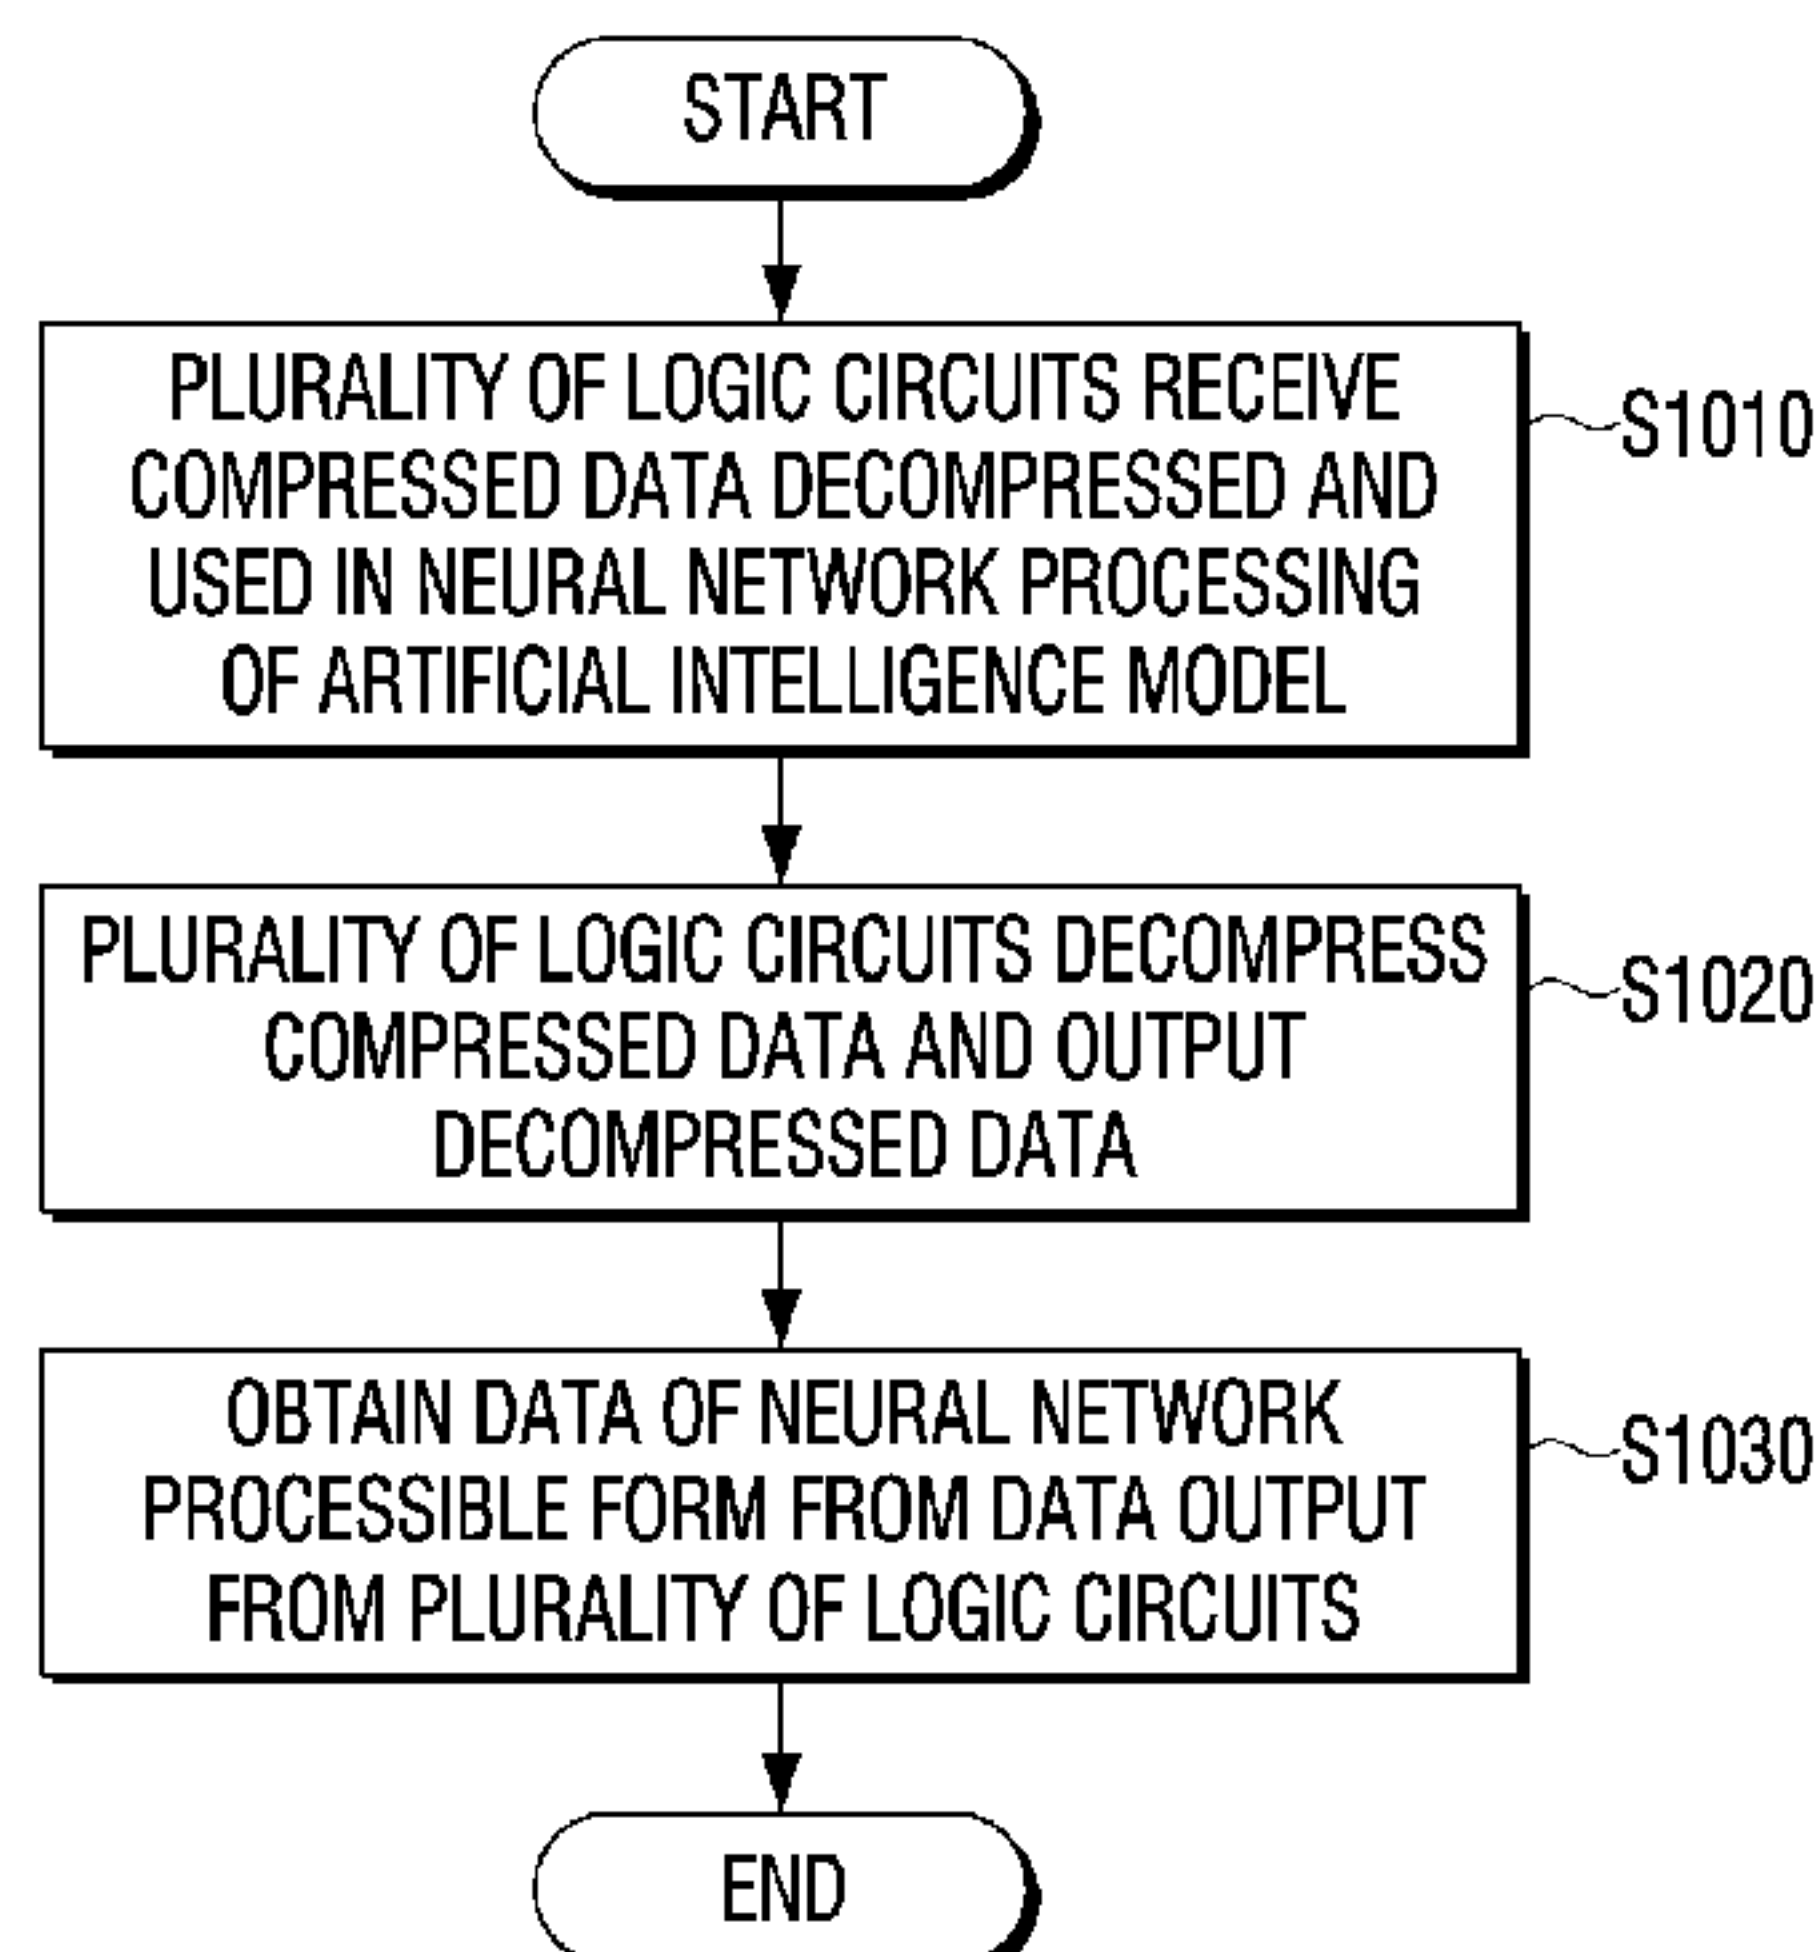 START
PLURALITY OF LOGIC CIRCUITS RECEIVE
COMPRESSED DATA DECOMPRESSED AND
USED IN NEURAL NETWORK PROCESSING
OF ARTIFICIAL INTELLIGENCE MODEL
S1010
PLURALITY OF LOGIC CIRCUITS DECOMPRESS
COMPRESSED DATA AND OUTPUT
DECOMPRESSED DATA
S1020
OBTAIN DATA OF NEURAL NETWORK
PROCESSIBLE FORM FROM DATA OUTPUT
FROM PLURALITY OF LOGIC CIRCUITS
S1030
END